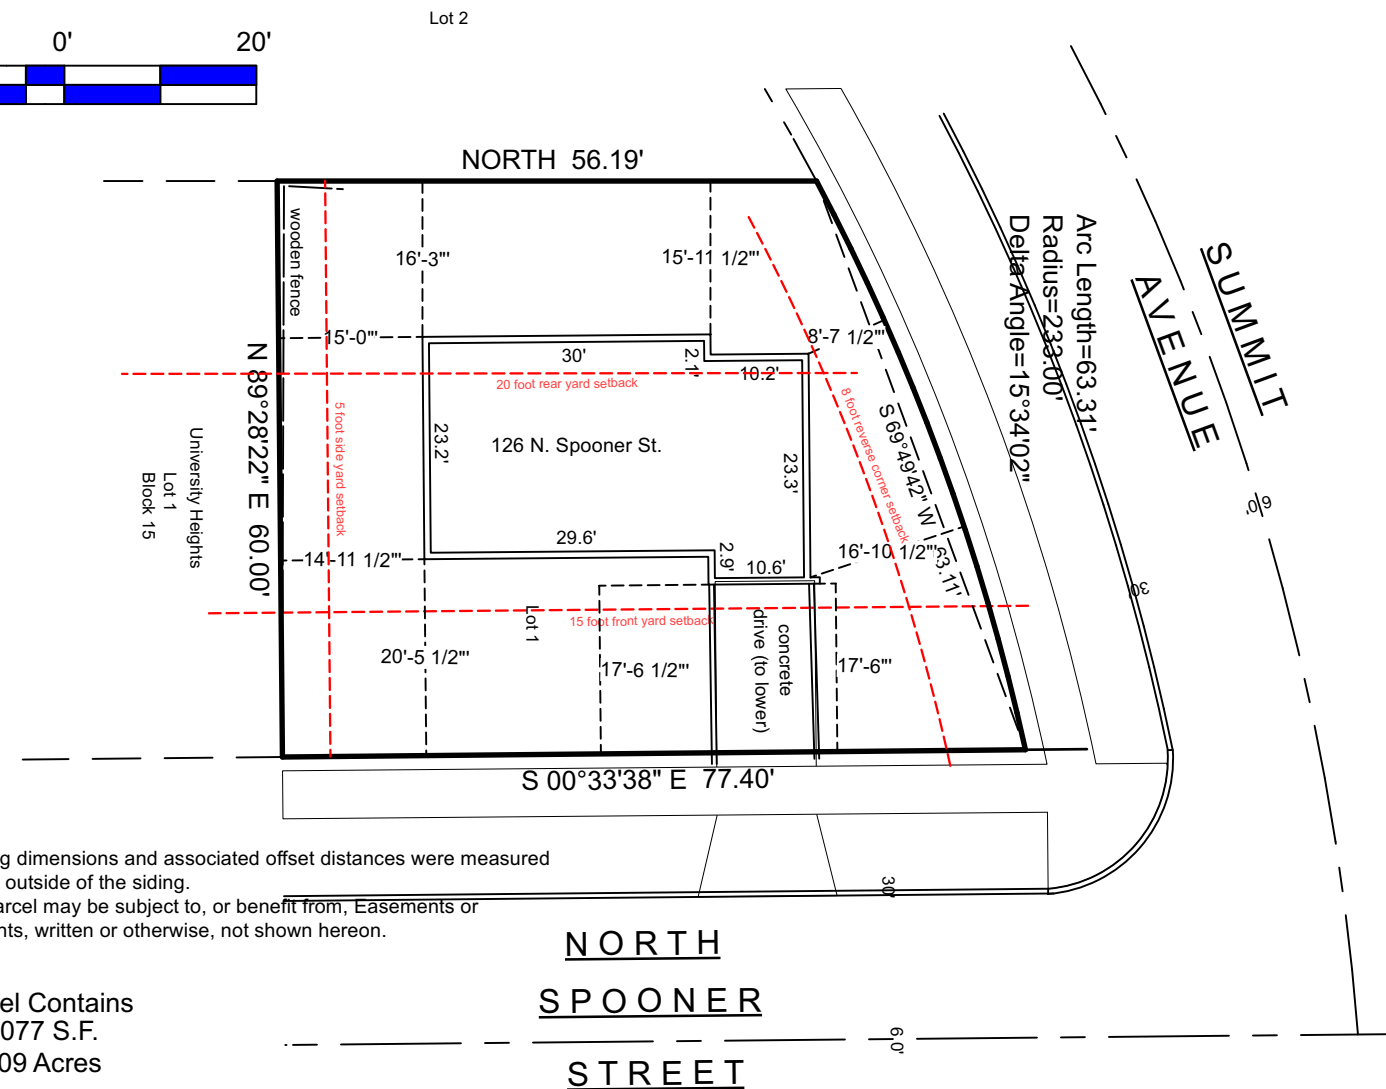 Lot 2
0'
20'
NORTH 56.19'
wooden fence
16'-3"'
15'-11 1/2"'
15'-0"'
8'-7 1/2"'
30'
2.1'
10.2'
20 foot rear yard setback
5 foot side yard setback
8 foot reverse corner setback
23.2'
126 N. Spooner St.
23.3'
N 89°28'22" E 60.00'
S 69°49'42" W 63.11'
Arc Length=63.31'
Radius=233.00'
Delta Angle=15°34'02"
SUMMIT
AVENUE
University Heights
Lot 1
Block 15
29.6'
2.9'
10.6'
14'-11 1/2"'
16'-10 1/2"'
60'
30'
Lot 1
15 foot front yard setback
concrete
drive (to lower)
20'-5 1/2"'
17'-6 1/2"'
17'-6"'
S 00°33'38" E 77.40'
g dimensions and associated offset distances were measured
outside of the siding.
arcel may be subject to, or benefit from, Easements or
nts, written or otherwise, not shown hereon.
30'
NORTH
SPOONER
STREET
60'
el Contains
077 S.F.
09 Acres